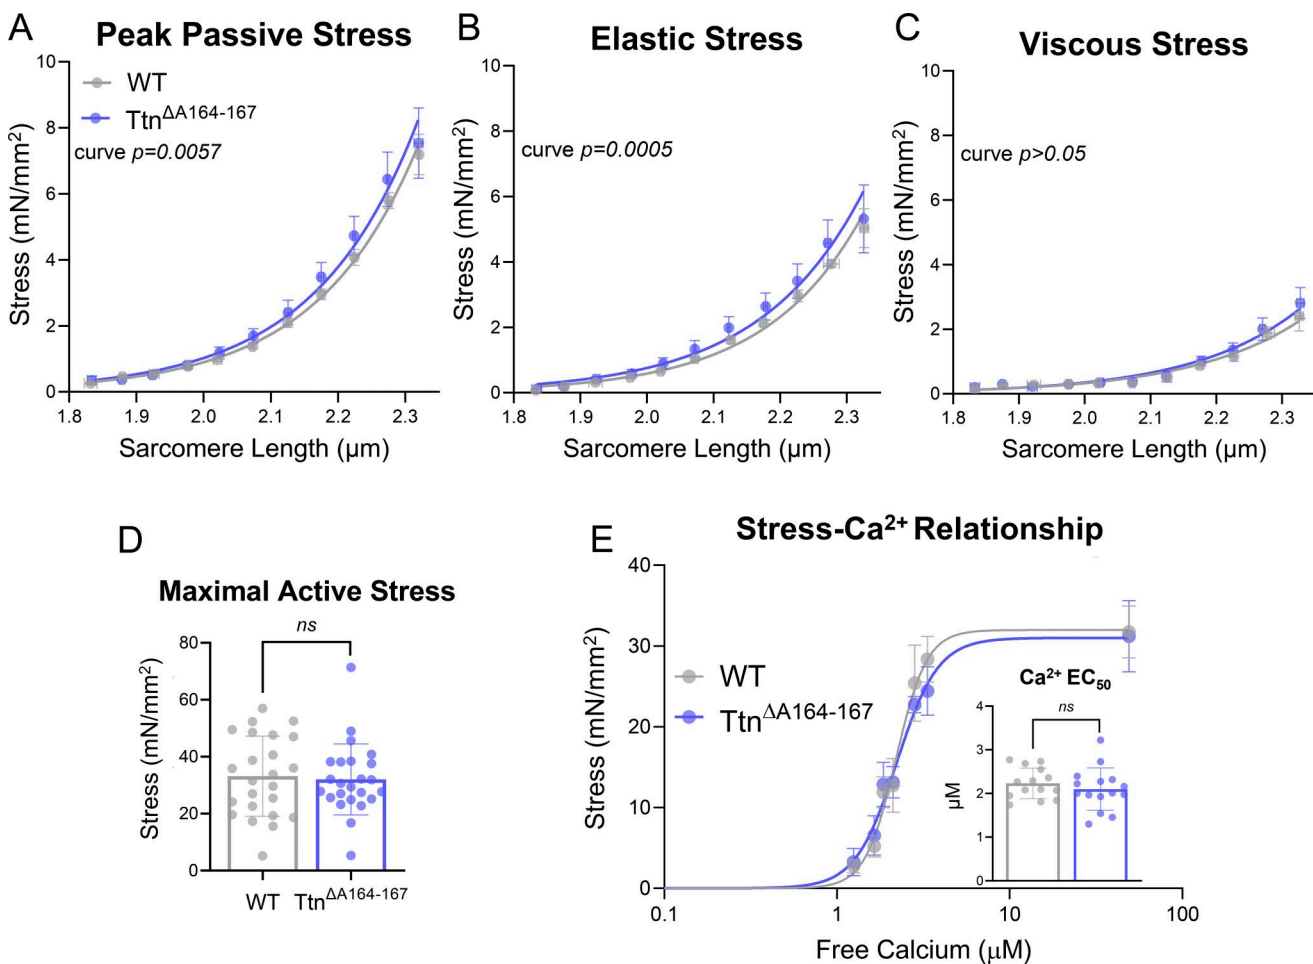 A
Peak Passive Stress
10
8
6
4
2
0
Stress (mN/mm²)
WT
Ttn^ΔA164-167
curve p=0.0057
1.8 1.9 2.0 2.1 2.2 2.3
Sarcomere Length (µm)
B
Elastic Stress
10
8
6
4
2
0
Stress (mN/mm²)
curve p=0.0005
1.8 1.9 2.0 2.1 2.2 2.3
Sarcomere Length (µm)
C
Viscous Stress
10
8
6
4
2
0
Stress (mN/mm²)
curve p>0.05
1.8 1.9 2.0 2.1 2.2 2.3
Sarcomere Length (µm)
D
Maximal Active Stress
ns
80
60
40
20
0
Stress (mN/mm²)
WT Ttn^ΔA164-167
E
Stress-Ca²⁺ Relationship
40
30
20
10
0
Stress (mN/mm²)
WT
Ttn^ΔA164-167
0.1 1 10 100
Free Calcium (µM)
Ca²⁺ EC₅₀
ns
4
3
2
1
0
µM